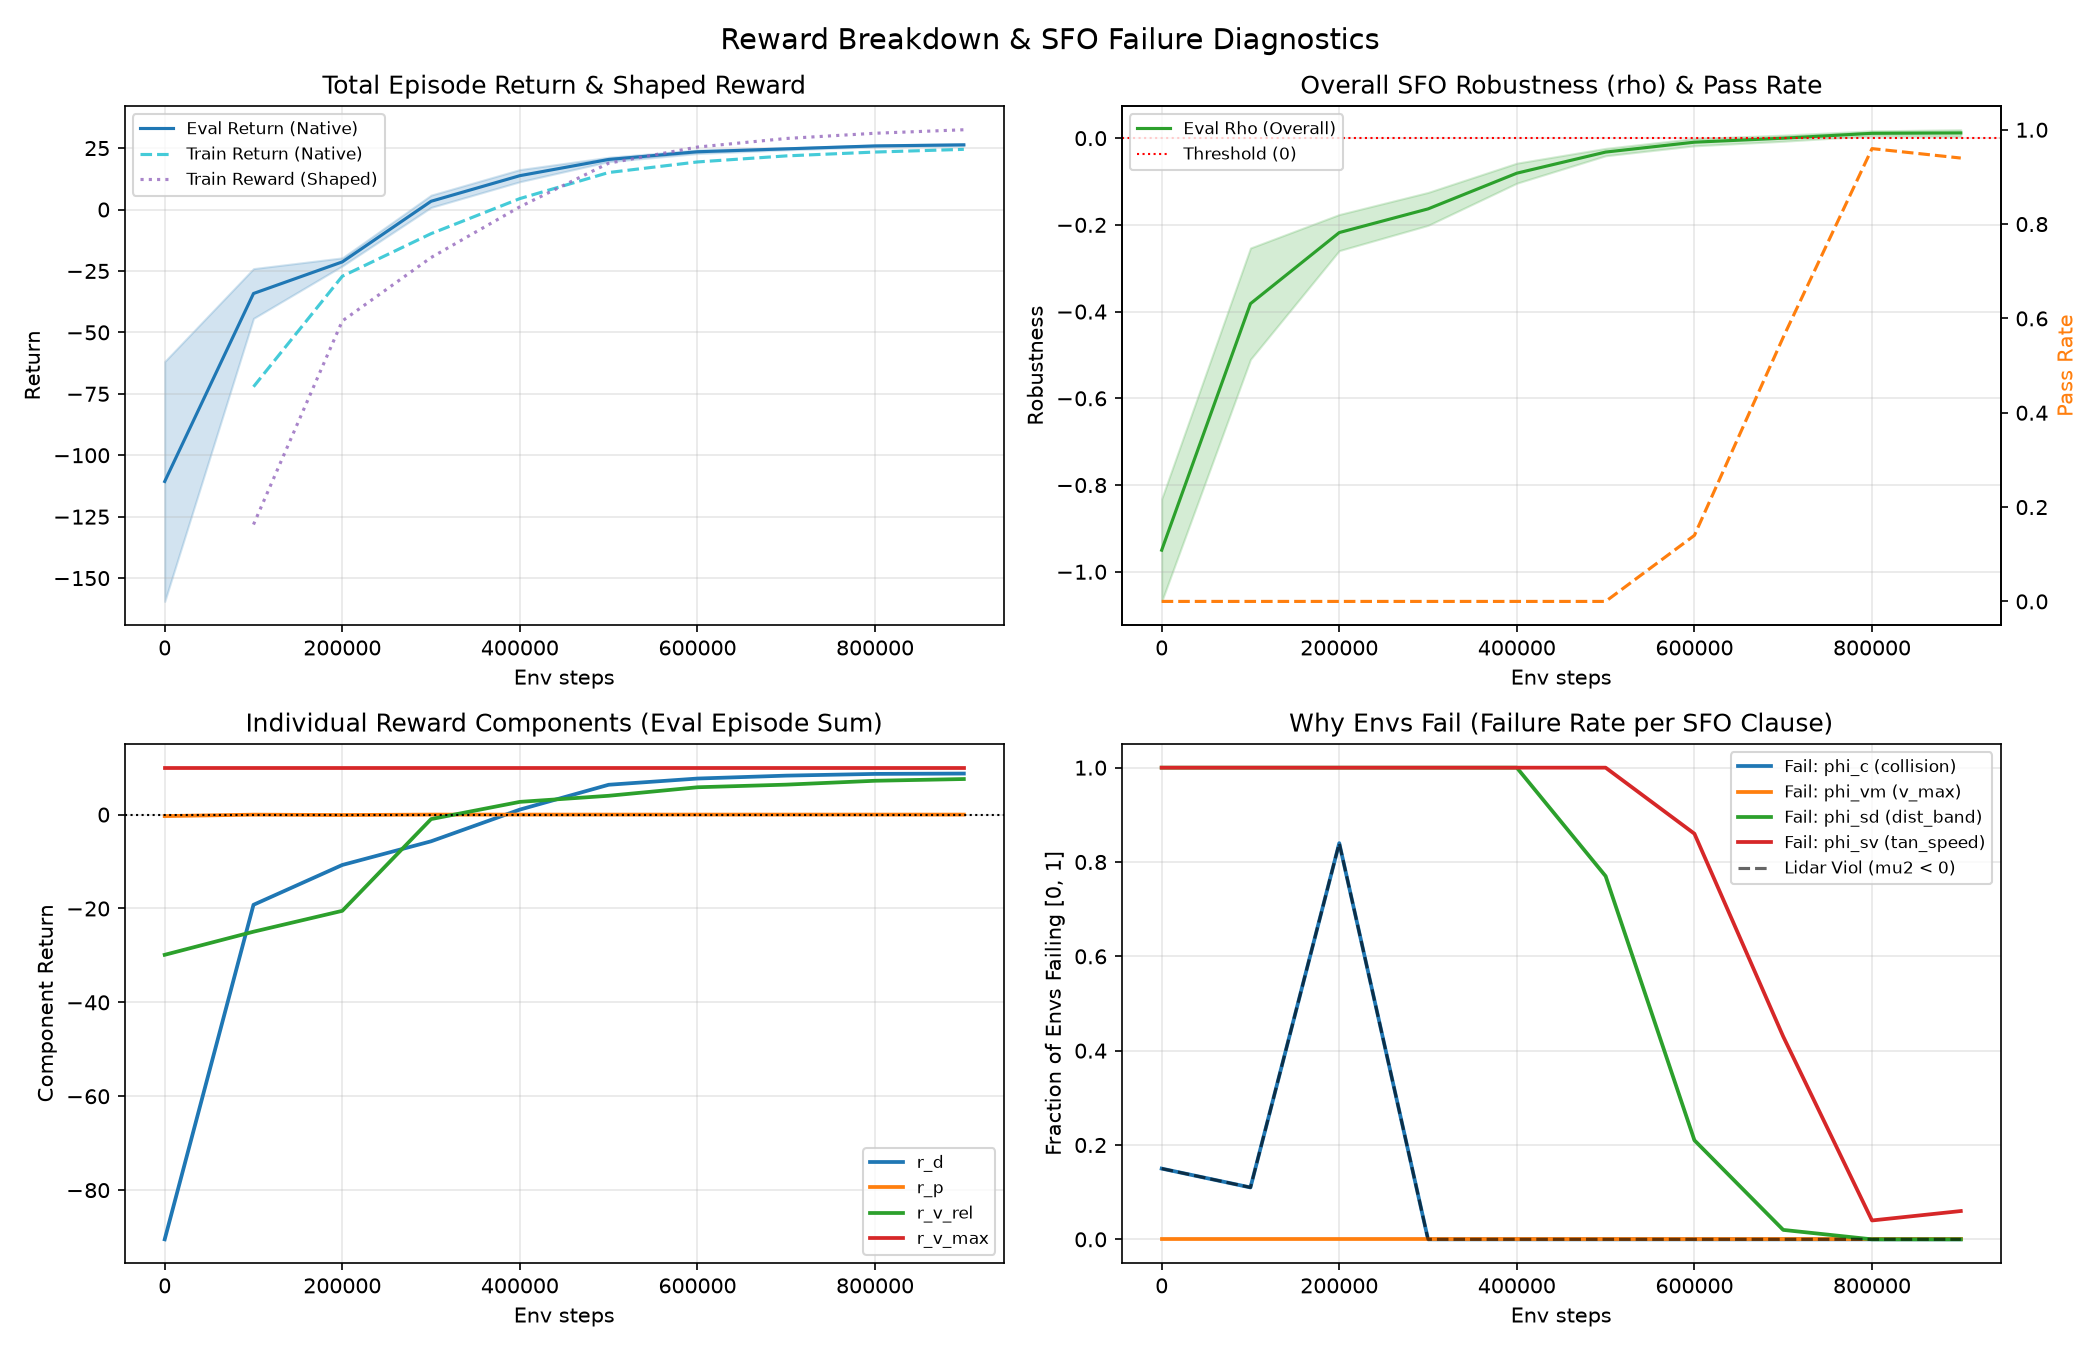 Reward Breakdown & SFO Failure Diagnostics
Total Episode Return & Shaped Reward
Eval Return (Native)
Train Return (Native)
Train Reward (Shaped)
25
0
−25
−50
−75
−100
−125
−150
Return
0
200000
400000
600000
800000
Env steps
Overall SFO Robustness (rho) & Pass Rate
Eval Rho (Overall)
Threshold (0)
0.0
−0.2
−0.4
−0.6
−0.8
−1.0
Robustness
1.0
0.8
0.6
0.4
0.2
0.0
Pass Rate
0
200000
400000
600000
800000
Env steps
Individual Reward Components (Eval Episode Sum)
0
−20
−40
−60
−80
Component Return
r_d
r_p
r_v_rel
r_v_max
0
200000
400000
600000
800000
Env steps
Why Envs Fail (Failure Rate per SFO Clause)
Fail: phi_c (collision)
Fail: phi_vm (v_max)
Fail: phi_sd (dist_band)
Fail: phi_sv (tan_speed)
Lidar Viol (mu2 < 0)
1.0
0.8
0.6
0.4
0.2
0.0
Fraction of Envs Failing [0, 1]
0
200000
400000
600000
800000
Env steps